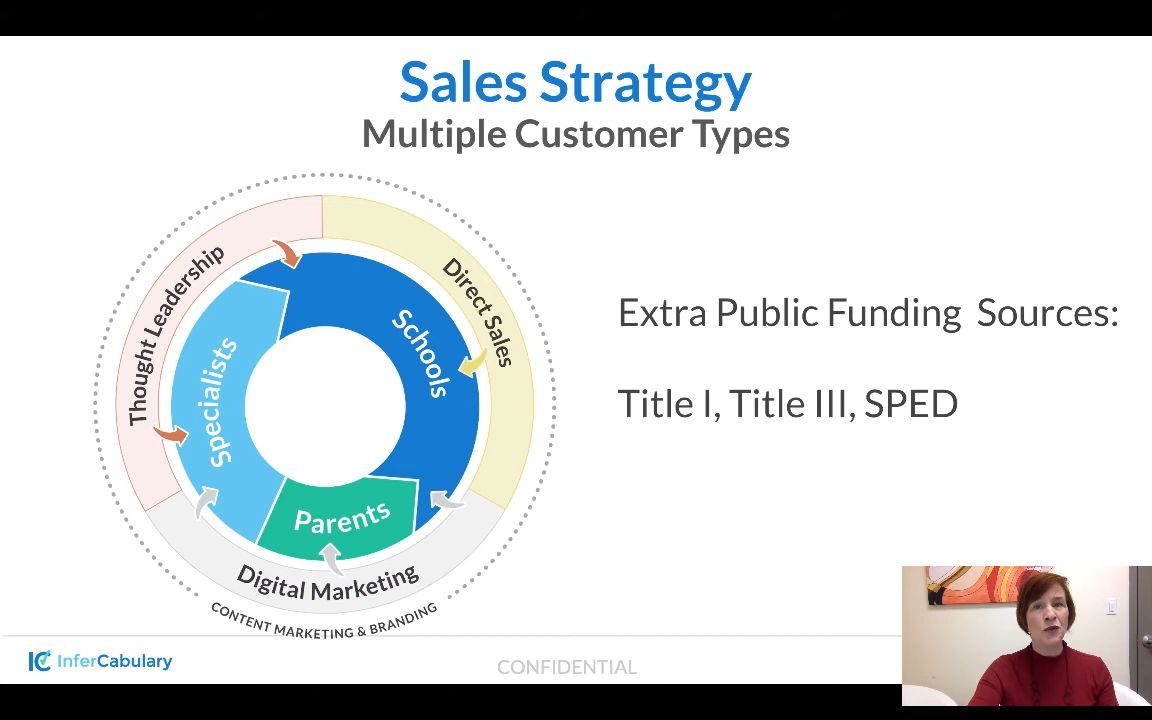 Sales Strategy
Multiple Customer Types
Thought Leadership
Direct Sales
Schools
Specialists
Parents
Digital Marketing
CONTENT MARKETING & BRANDING
Extra Public Funding Sources:
Title I, Title III, SPED
IC InferCabulary
CONFIDENTIAL